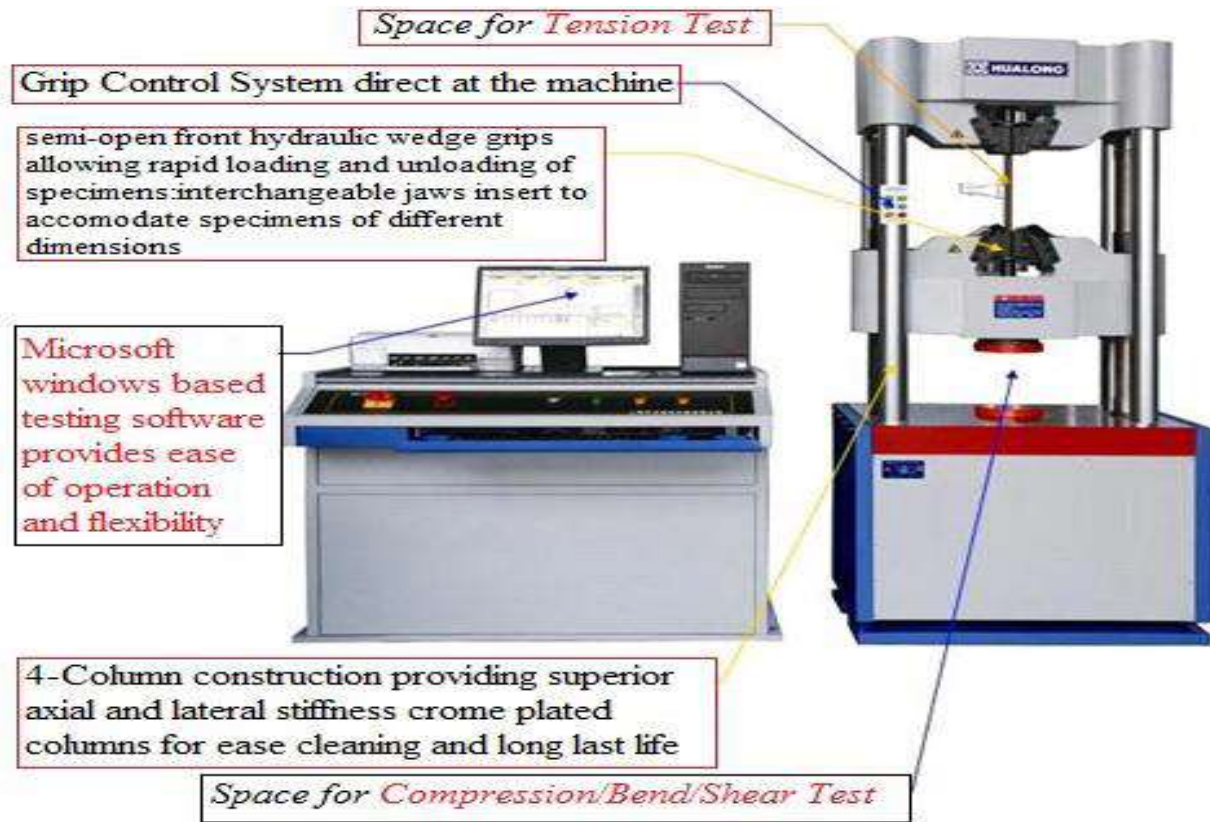 Space for Tension Test
Grip Control System direct at the machine
semi-open front hydraulic wedge grips
allowing rapid loading and unloading of
specimens:interchangeable jaws insert to
accomodate specimens of different
dimensions
HUALONG
Microsoft
windows based
testing software
provides ease
of operation
and flexibility
4-Column construction providing superior
axial and lateral stiffness crome plated
columns for ease cleaning and long last life
Space for Compression/Bend/Shear Test